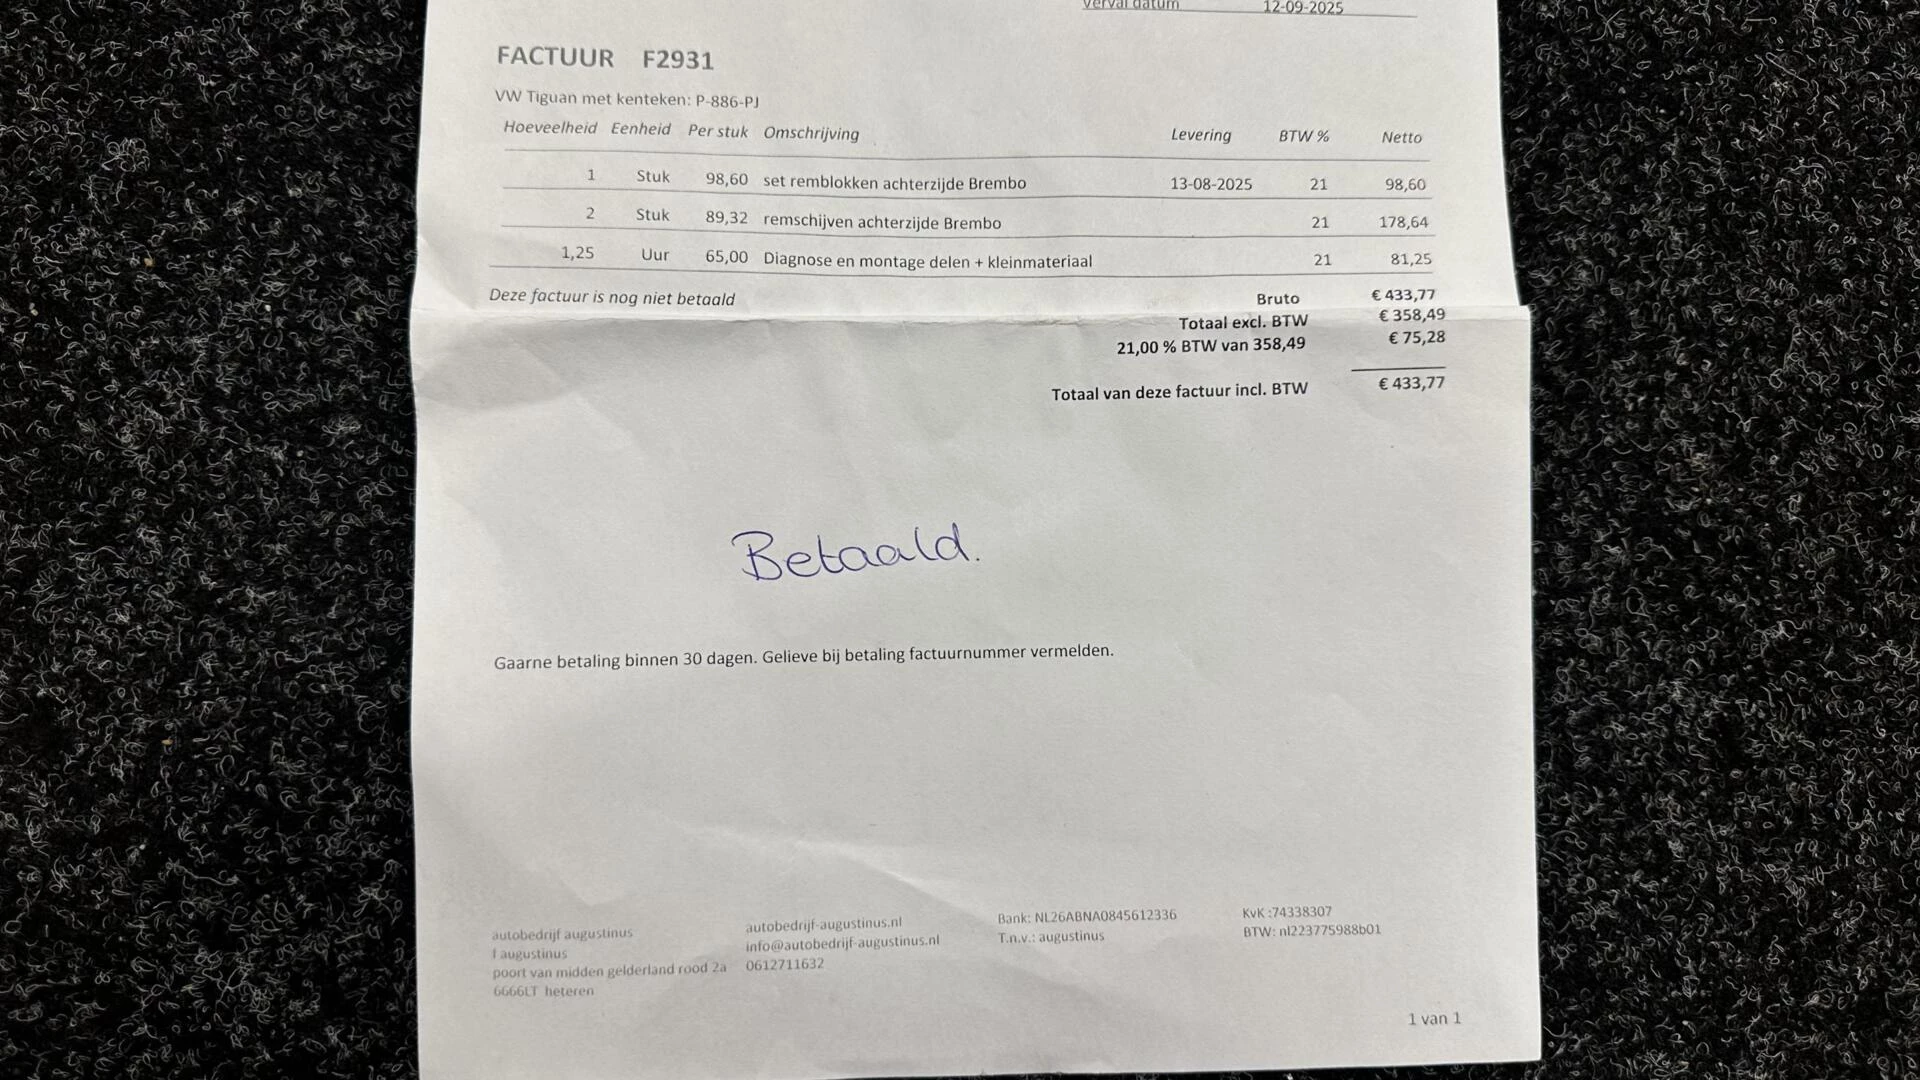 Verval datum 12-09-2025
FACTUUR F2931
VW Tiguan met kenteken: P-886-PJ
Hoeveelheid Eenheid Per stuk Omschrijving Levering BTW % Netto
1 Stuk 98,60 set remblokken achterzijde Brembo 13-08-2025 21 98,60
2 Stuk 89,32 remschijven achterzijde Brembo 21 178,64
1,25 Uur 65,00 Diagnose en montage delen + kleinmateriaal 21 81,25
Deze factuur is nog niet betaald Bruto € 433,77
Totaal excl. BTW € 358,49
21,00 % BTW van 358,49 € 75,28
Totaal van deze factuur incl. BTW € 433,77
Betaald.
Gaarne betaling binnen 30 dagen. Gelieve bij betaling factuurnummer vermelden.
autobedrijf augustinus
f augustinus
poort van midden gelderland rood 2a
6666LT heteren
autobedrijf-augustinus.nl
info@autobedrijf-augustinus.nl
0612711632
Bank: NL26ABNA0845612336
T.n.v.: augustinus
KvK :74338307
BTW: nl223775988b01
1 van 1